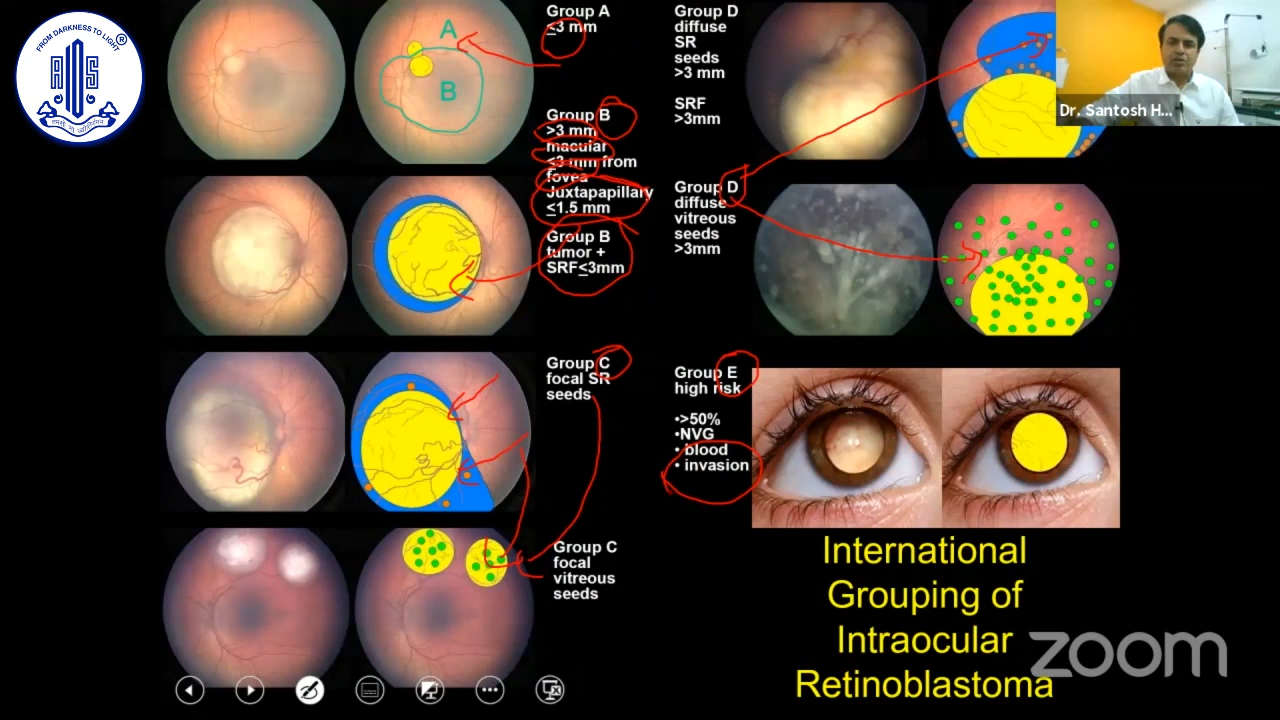 FROM DARKNESS TO LIGHT
®
AIOS
तमसो मा ज्योतिर्गमय
A
B
Group A
≤3 mm
Group B
>3 mm
macular
≤3 mm from
fovea
Juxtapapillary
≤1.5 mm
Group B
tumor +
SRF≤3mm
Group C
focal SR
seeds
Group C
focal
vitreous
seeds
Group D
diffuse
SR
seeds
>3 mm
SRF
>3mm
Group D
diffuse
vitreous
seeds
>3mm
Group E
high risk
•>50%
•NVG
• blood
• invasion
Dr. Santosh H...
International
Grouping of
Intraocular
Retinoblastoma
zoom